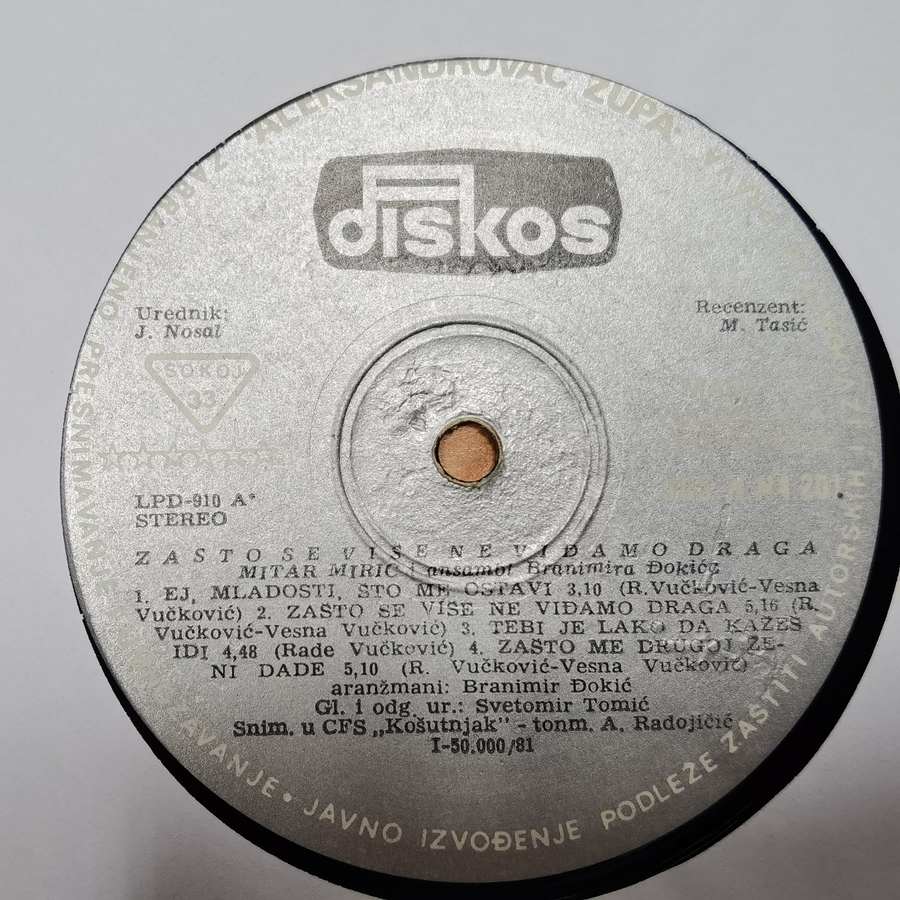 ALEKSANDROVAC ŽUPA
diskos
Urednik:
J. Nosal
Recenzent:
M. Tasić
SOKOJ
33
LPD-910 A*
STEREO
ZAŠTO SE VIŠE NE VIĐAMO DRAGA
MITAR MIRIĆ i ansambl Branimira Đokića
1. EJ, MLADOSTI, ŠTO ME OSTAVI 3,10 (R.Vučković-Vesna
Vučković) 2. ZAŠTO SE VIŠE NE VIĐAMO DRAGA 5,16 (R.
Vučković-Vesna Vučković) 3. TEBI JE LAKO DA KAŽEŠ
IDI 4,48 (Rade Vučković) 4. ZAŠTO ME DRUGOJ ŽE-
NI DADE 5,10 (R. Vučković-Vesna Vučković)
aranžmani: Branimir Đokić
Gl. i odg. ur.: Svetomir Tomić
Snim. u CFS „Košutnjak" - tonm. A. Radojičić
I-50.000/81
ZABRANJENO PRESNIMAVANJE
JAVNO IZVOĐENJE PODLEŽE ZAŠTITI AUTORSKIH